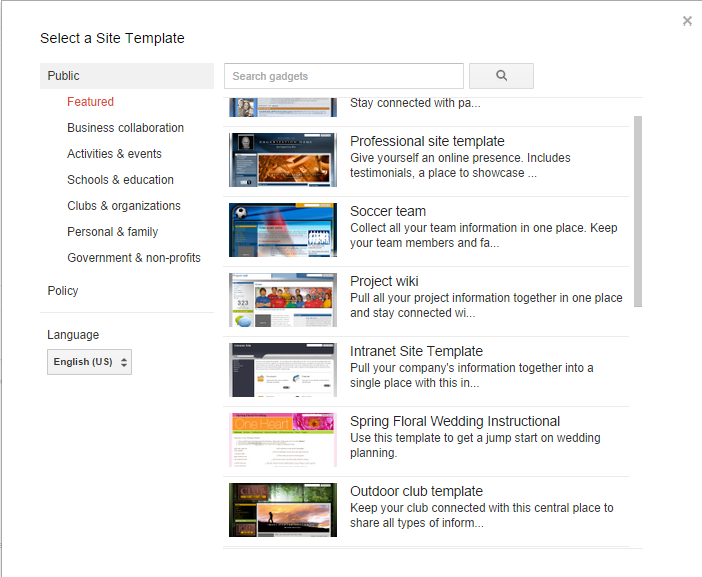 Select a Site Template
Public
Featured
Business collaboration
Activities & events
Schools & education
Clubs & organizations
Personal & family
Government & non-profits
Policy
Language
English (US)
Search gadgets
Stay connected with pa...
Professional site template
Give yourself an online presence. Includes
testimonials, a place to showcase ...
Soccer team
Collect all your team information in one place. Keep
your team members and fa...
Project wiki
Pull all your project information together in one place
and stay connected wi...
323
Intranet Site Template
Pull your company's information together into a
single place with this in...
Spring Floral Wedding Instructional
Use this template to get a jump start on wedding
planning.
One Heart
Outdoor club template
Keep your club connected with this central place to
share all types of inform...